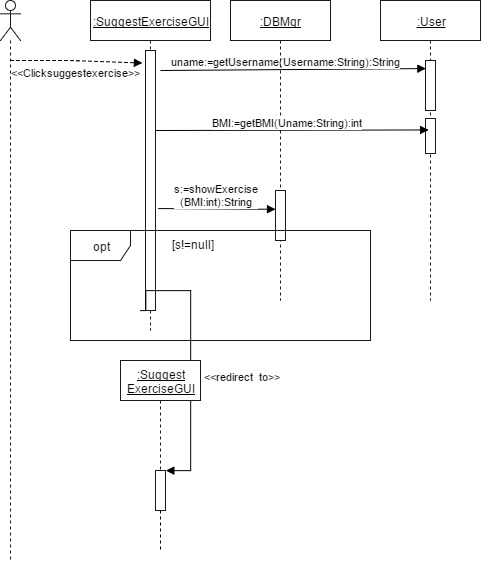 :SuggestExerciseGUI
:DBMgr
:User
uname:=getUsername(Username:String):String
<<Clicksuggestexercise>>
BMI:=getBMI(Uname:String):int
s:=showExercise
(BMI:int):String
opt
[s!=null]
:Suggest
ExerciseGUI
<<redirect to>>